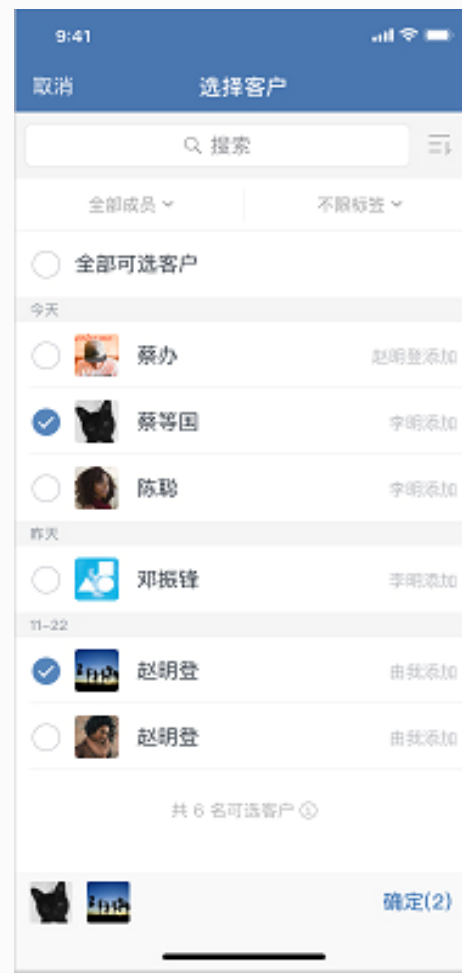 9:41
取消
选择客户
搜索
全部成员
不限标签
全部可选客户
今天
蔡办
赵明登添加
蔡等国
李明添加
陈聪
李明添加
昨天
邓振锋
李明添加
11-22
赵明登
由我添加
赵明登
由我添加
共 6 名可选客户
确定(2)